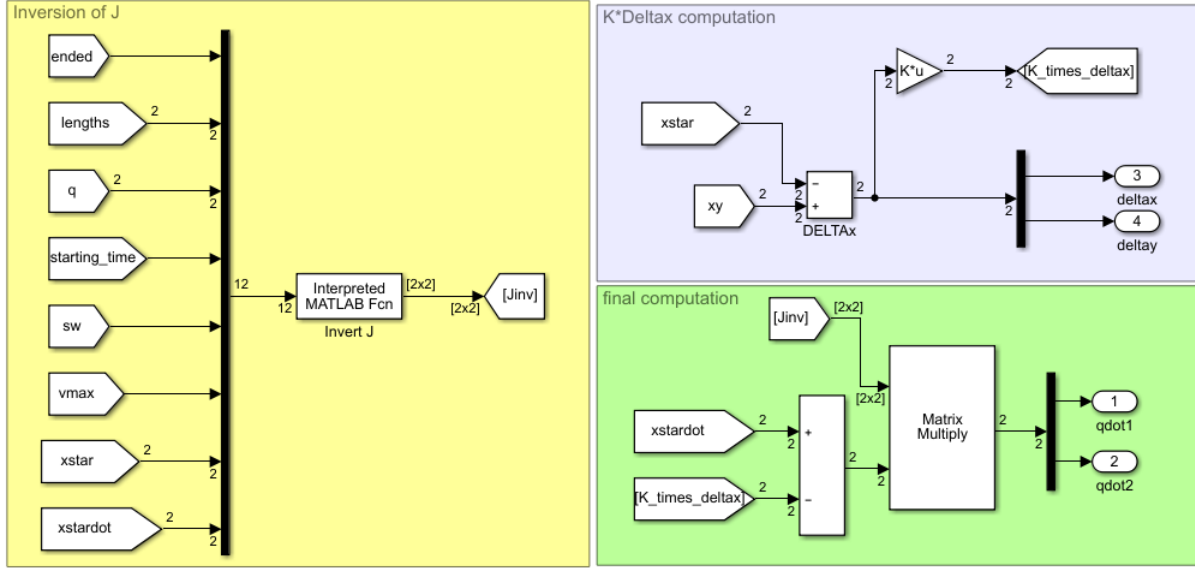 Inversion of J
ended
lengths
2
2
q
2
2
starting_time
sw
vmax
xstar
2
2
xstardot
2
2
12
12
Interpreted
MATLAB Fcn
Invert J
[2x2]
[2x2]
[Jinv]
K*Deltax computation
xstar
2
2
xy
2
2
−
+
DELTAx
2
2
K*u
2
2
[K_times_deltax]
2
3
deltax
4
deltay
final computation
[Jinv]
[2x2]
[2x2]
xstardot
2
2
+
[K_times_deltax]
2
2
−
2
2
Matrix
Multiply
2
2
1
qdot1
2
qdot2